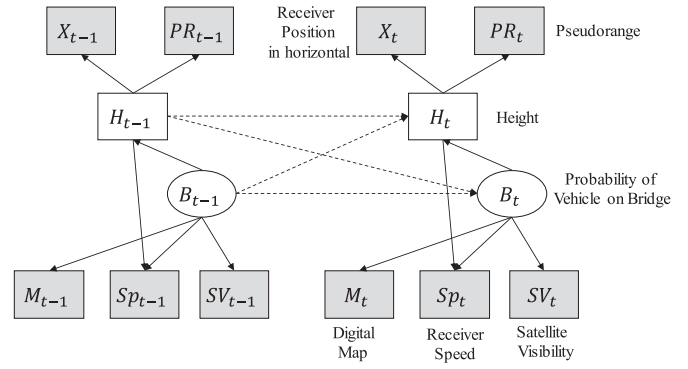 Receiver
Position
in horizontal
X_{t-1}
PR_{t-1}
X_t
PR_t
Pseudorange
H_{t-1}
H_t
Height
B_{t-1}
B_t
Probability of
Vehicle on Bridge
M_{t-1}
Sp_{t-1}
SV_{t-1}
M_t
Sp_t
SV_t
Digital
Map
Receiver
Speed
Satellite
Visibility